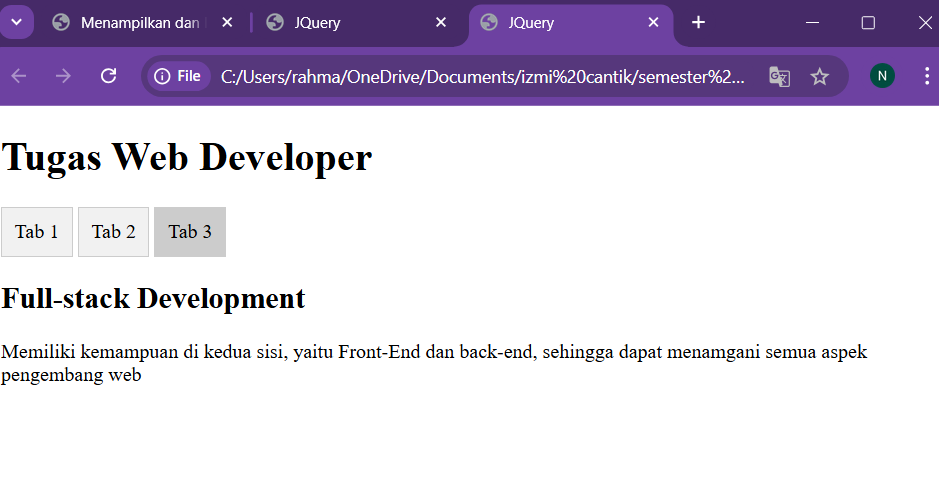 Menampilkan dan
JQuery
JQuery
File
C:/Users/rahma/OneDrive/Documents/izmi%20cantik/semester%2...
N
Tugas Web Developer
Tab 1
Tab 2
Tab 3
Full-stack Development
Memiliki kemampuan di kedua sisi, yaitu Front-End dan back-end, sehingga dapat menamgani semua aspek
pengembang web